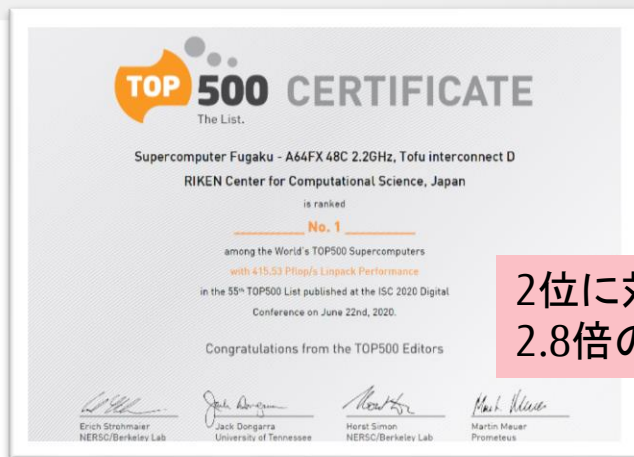 TOP 500 CERTIFICATE
The List.
Supercomputer Fugaku - A64FX 48C 2.2GHz, Tofu interconnect D
RIKEN Center for Computational Science, Japan
is ranked
No. 1
among the World's TOP500 Supercomputers
with 415.53 Pflop/s Linpack Performance
in the 55th TOP500 List published at the ISC 2020 Digital
Conference on June 22nd, 2020.
2位に
2.8倍の
Congratulations from the TOP500 Editors
Erich Strohmaier Jack Dongarra Horst Simon Martin Meuer
NERSC/Berkeley Lab University of Tennessee NERSC/Berkeley Lab Prometeus